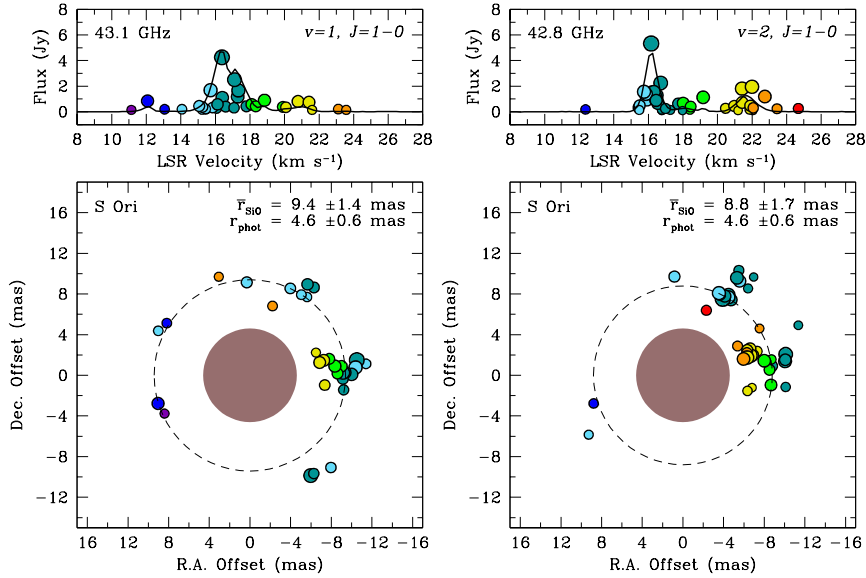 43.1 GHz
v=1, J=1-0
Flux (Jy)
8
6
4
2
0
8 10 12 14 16 18 20 22 24 26 28
LSR Velocity (km s⁻¹)
42.8 GHz
v=2, J=1-0
Flux (Jy)
8
6
4
2
0
8 10 12 14 16 18 20 22 24 26 28
LSR Velocity (km s⁻¹)
S Ori
r̅SiO = 9.4 ±1.4 mas
rphot = 4.6 ±0.6 mas
Dec. Offset (mas)
16
12
8
4
0
-4
-8
-12
16 12 8 4 0 -4 -8 -12 -16
R.A. Offset (mas)
S Ori
r̅SiO = 8.8 ±1.7 mas
rphot = 4.6 ±0.6 mas
Dec. Offset (mas)
16
12
8
4
0
-4
-8
-12
16 12 8 4 0 -4 -8 -12 -16
R.A. Offset (mas)